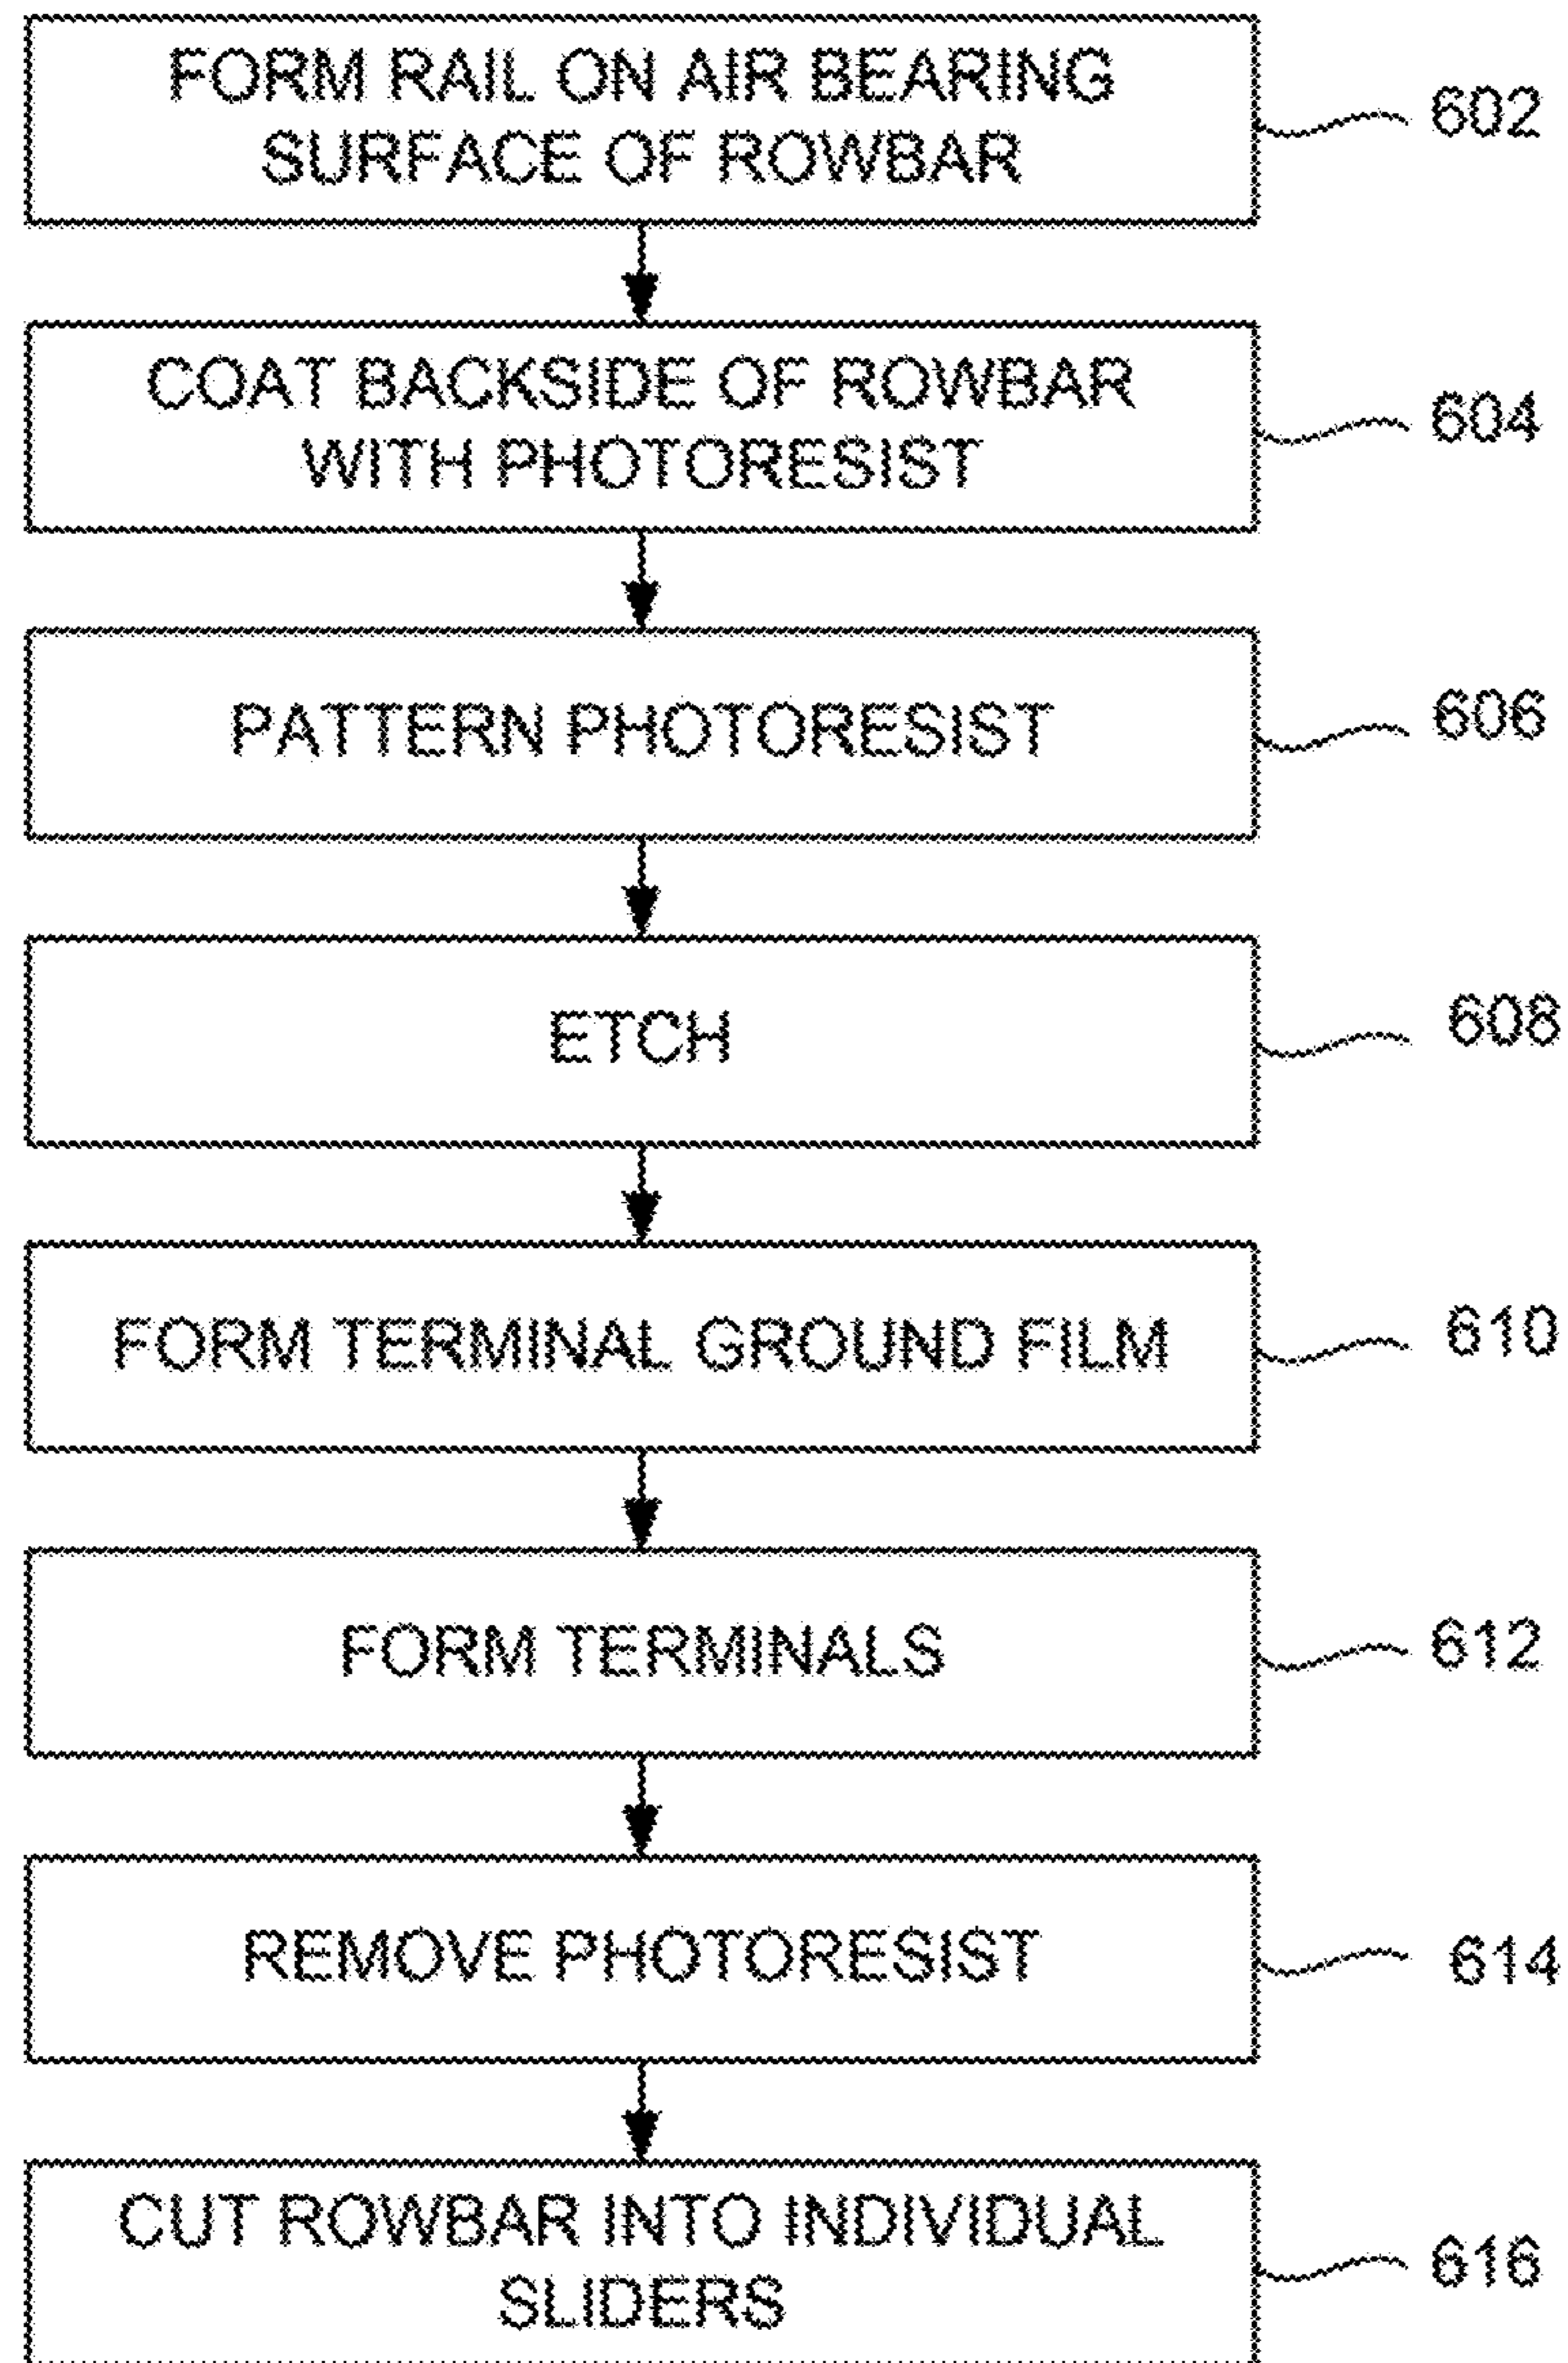 FORM RAIL ON AIR BEARING
SURFACE OF ROWBAR
602
COAT BACKSIDE OF ROWBAR
WITH PHOTORESIST
604
PATTERN PHOTORESIST
606
ETCH
608
FORM TERMINAL GROUND FILM
610
FORM TERMINALS
612
REMOVE PHOTORESIST
614
CUT ROWBAR INTO INDIVIDUAL
SLIDERS
616